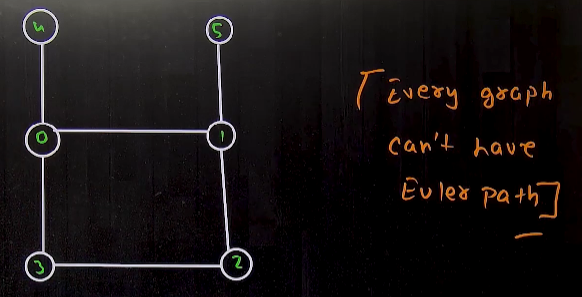 4 5
0 1
3 2
[Every graph
can't have
Euler path]